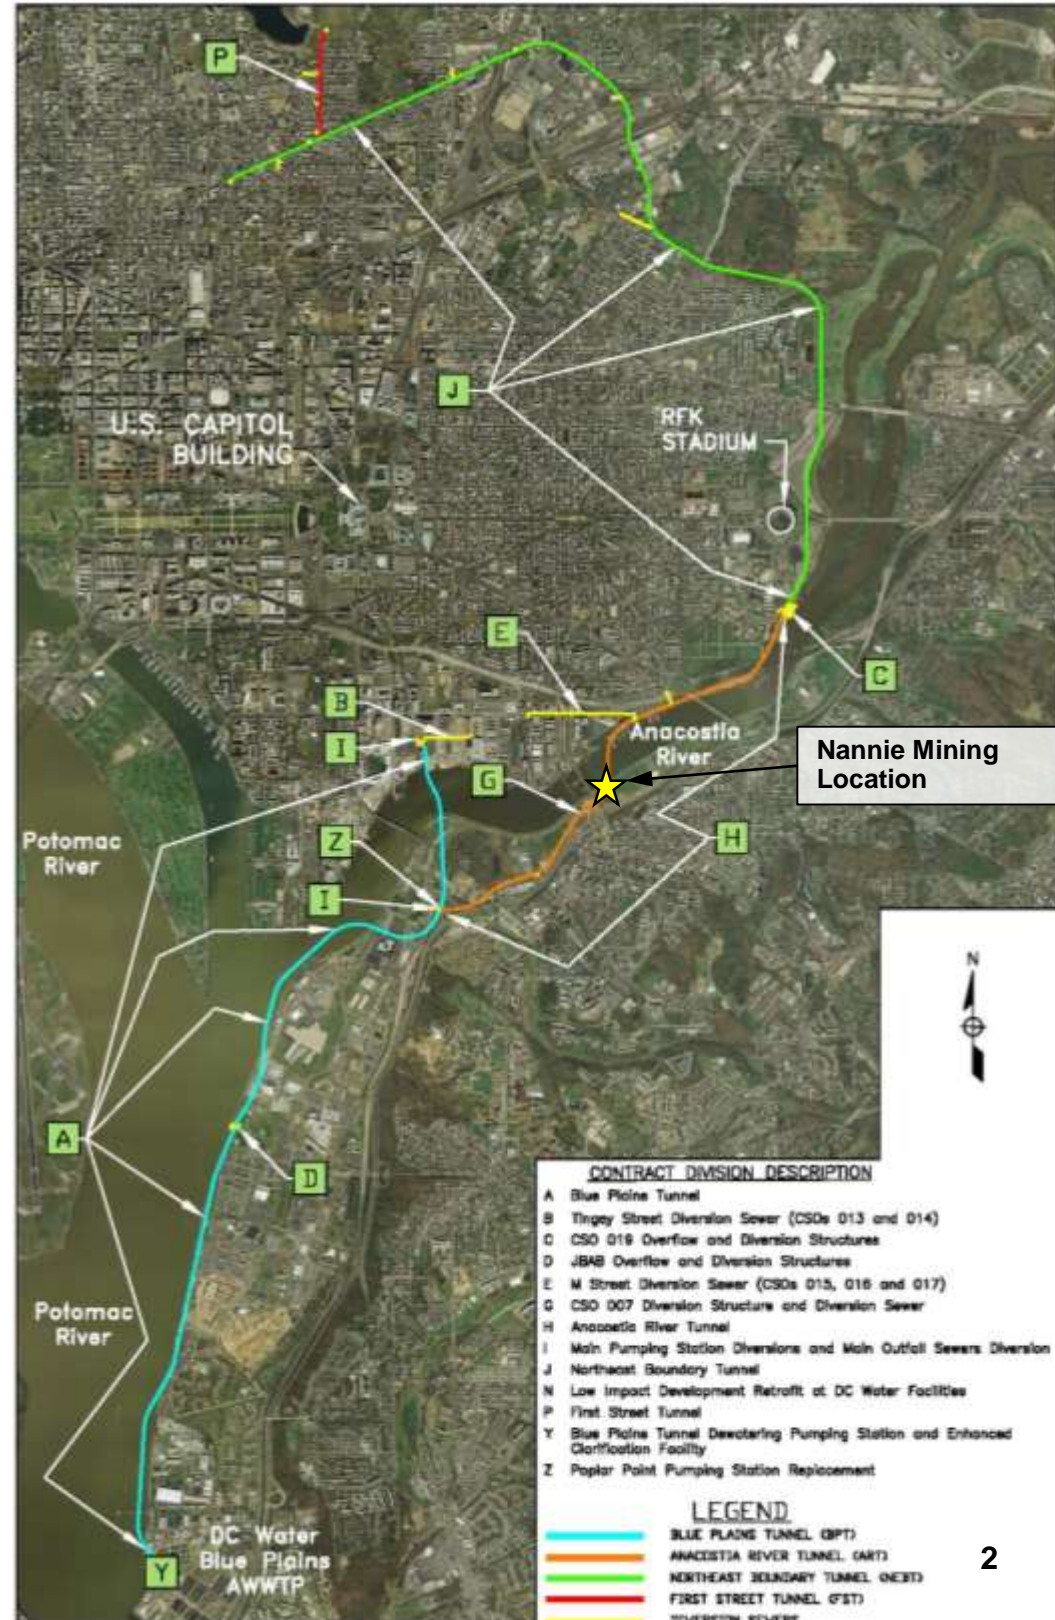 P
J
U.S. CAPITOL
BUILDING
RFK
STADIUM
E
C
B
I
Anacostia
River
Nannie Mining
Location
G
Potomac
River
Z
H
I
N
A
D
Potomac
River
DC Water
Blue Plains
AWWTP
Y
CONTRACT DIVISION DESCRIPTION
A Blue Plains Tunnel
B Tingey Street Diversion Sewer (CSOs 013 and 014)
C CSO 019 Overflow and Diversion Structures
D JBAB Overflow and Diversion Structures
E M Street Diversion Sewer (CSOs 015, 016 and 017)
G CSO 007 Diversion Structure and Diversion Sewer
H Anacostia River Tunnel
I Main Pumping Station Diversions and Main Outfall Sewers Diversion
J Northeast Boundary Tunnel
N Low Impact Development Retrofit at DC Water Facilities
P First Street Tunnel
Y Blue Plains Tunnel Dewatering Pumping Station and Enhanced
Clarification Facility
Z Poplar Point Pumping Station Replacement
LEGEND
BLUE PLAINS TUNNEL (BPT)
ANACOSTIA RIVER TUNNEL (ART)
NORTHEAST BOUNDARY TUNNEL (NEBT)
FIRST STREET TUNNEL (FST)
DIVERSION SEWERS
2